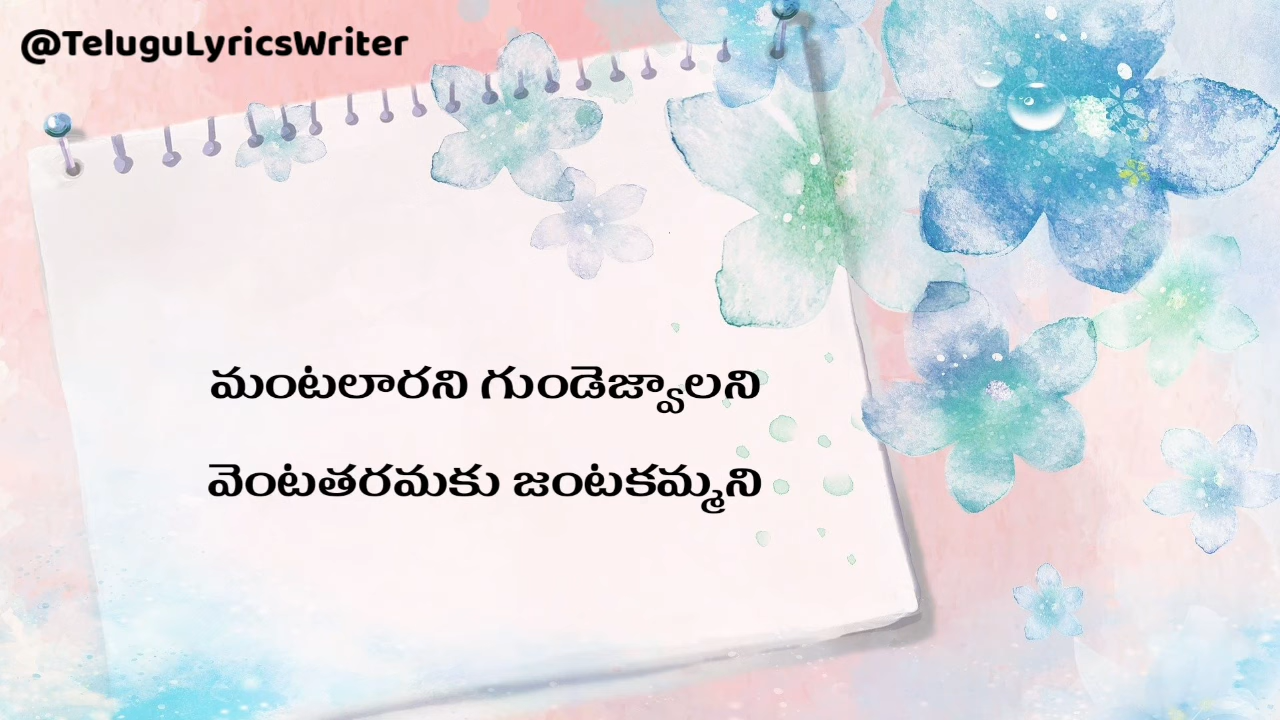 @TeluguLyricsWriter
మంటలారని గుండెజ్వాలని
వెంటతరమకు జంటకమ్మని